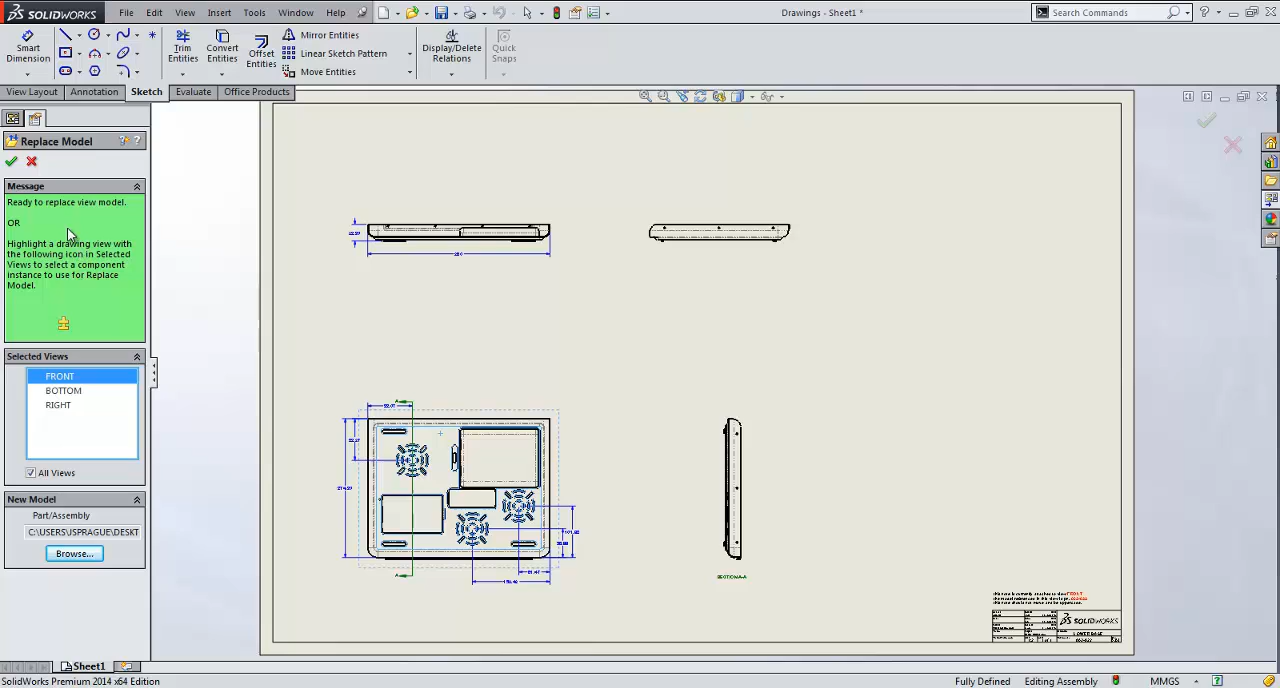 SOLIDWORKS File Edit View Insert Tools Window Help Drawings - Sheet1 * Search Commands
Smart Dimension
Trim Entities
Convert Entities
Offset Entities
Mirror Entities
Linear Sketch Pattern
Move Entities
Display/Delete Relations
Quick Snaps
View Layout Annotation Sketch Evaluate Office Products
Replace Model
Message
Ready to replace view model.
OR
Highlight a drawing view with
the following icon in Selected
Views to select a component
instance to use for Replace
Model.
Selected Views
FRONT
BOTTOM
RIGHT
All Views
New Model
Part/Assembly
C:\USERS\USPRAGUE\DESKT
Browse...
SECTION A-A
SOLIDWORKS
LOWER BASE
Sheet1
SolidWorks Premium 2014 x64 Edition Fully Defined Editing Assembly MMGS